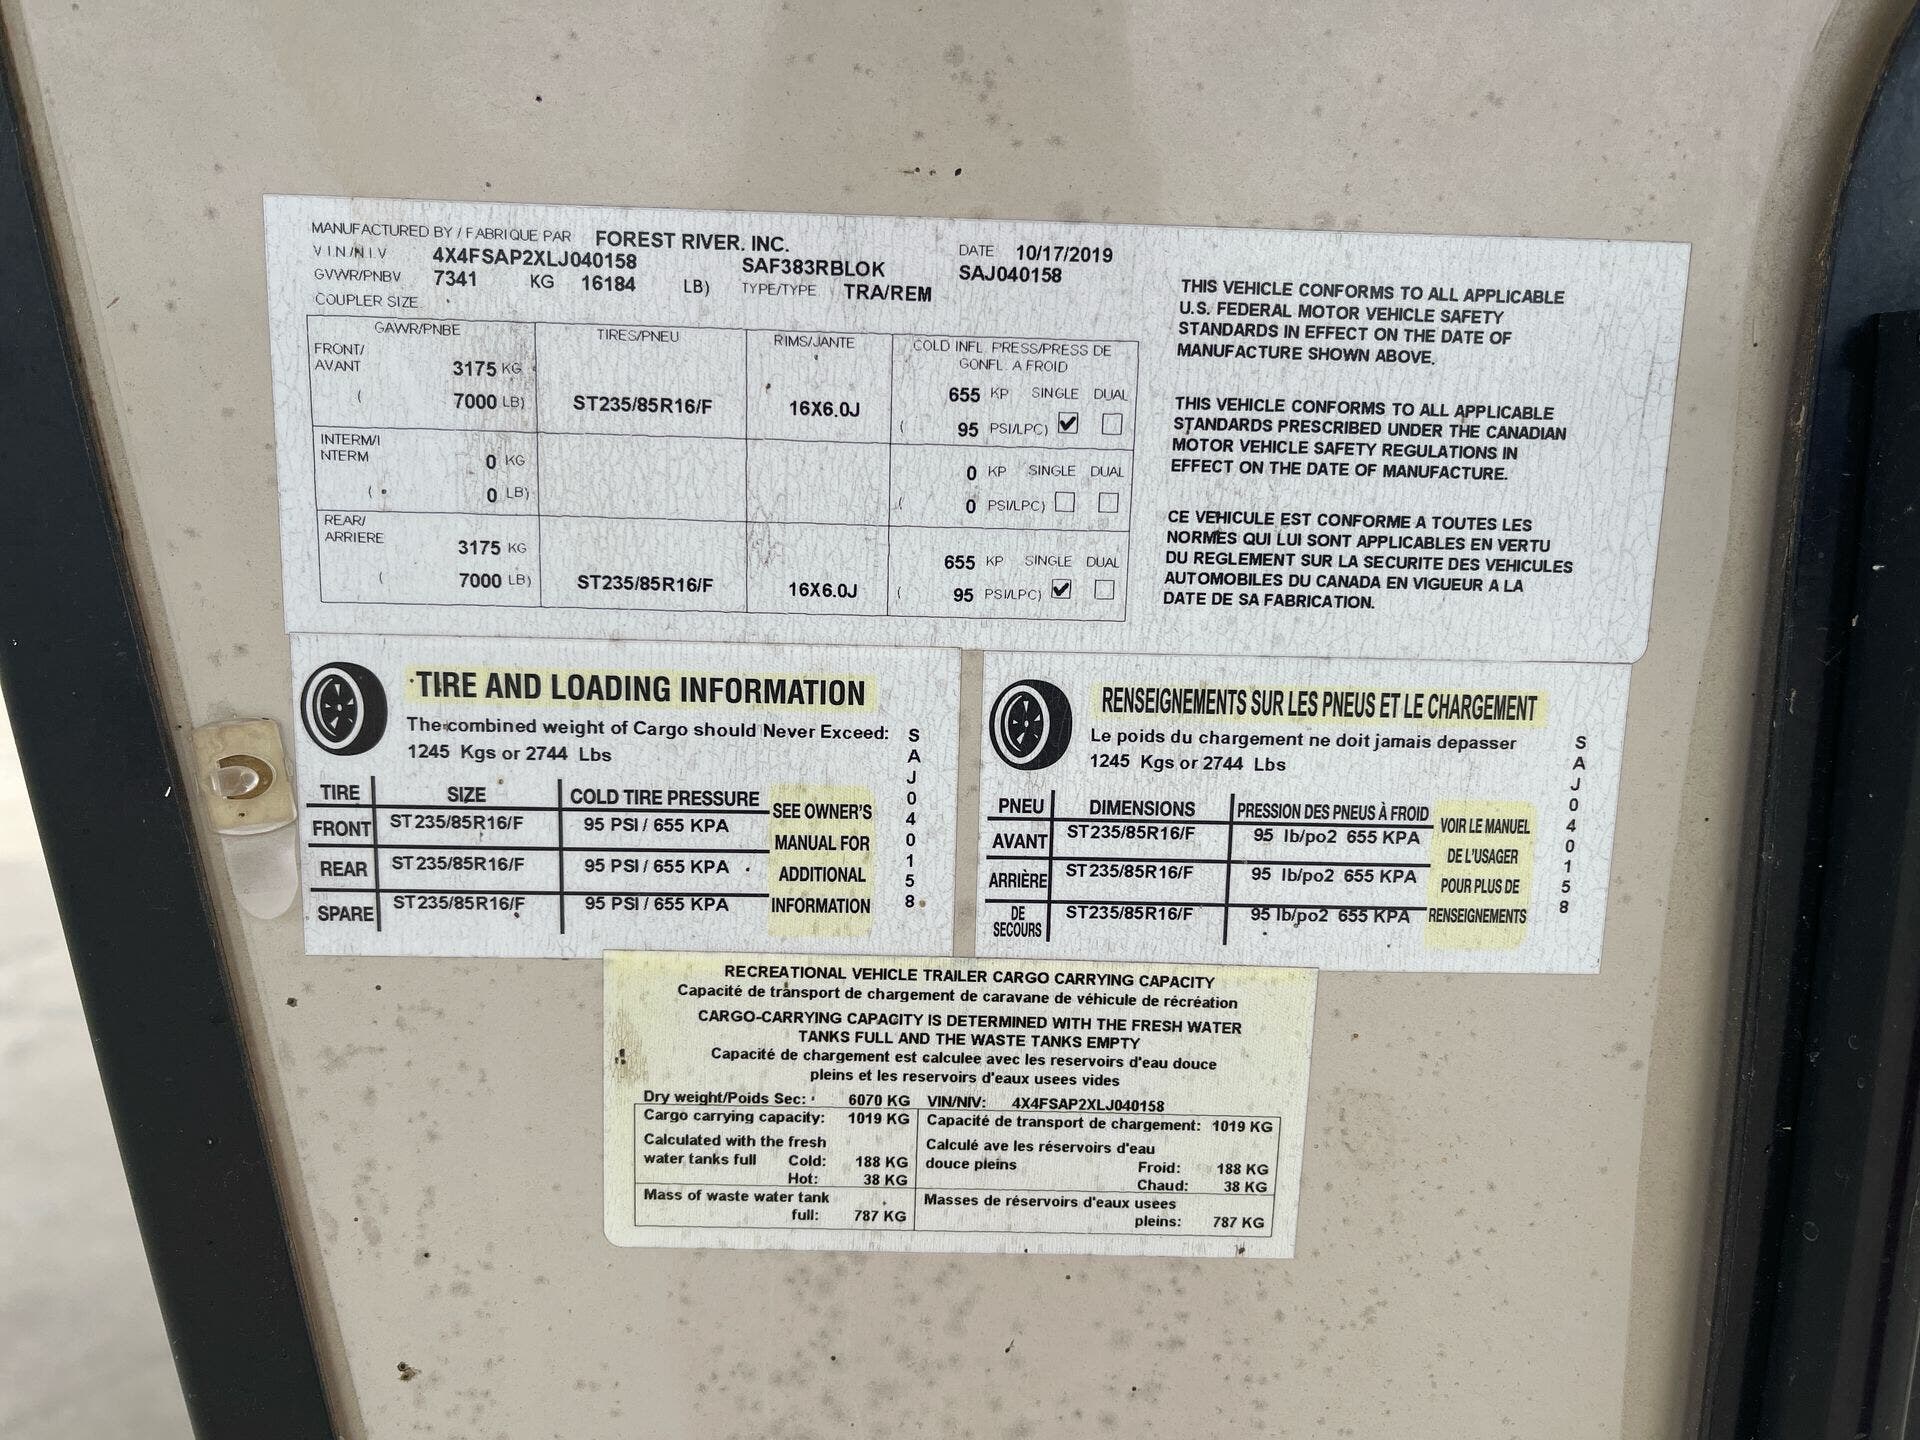 MANUFACTURED BY / FABRIQUE PAR FOREST RIVER, INC. DATE 10/17/2019
V I N/N I V 4X4FSAP2XLJ040158 SAF383RBLOK SAJ040158
GVWR/PNBV 7341 KG 16184 LB) TYPE/TYPE TRA/REM
COUPLER SIZE
GAWR/PNBE TIRES/PNEU RIMS/JANTE COLD INFL. PRESS/PRESS DE
GONFL. A FROID
FRONT/
AVANT 3175 KG 655 KP SINGLE DUAL
( 7000 LB) ST235/85R16/F 16X6.0J ( 95 PSI/LPC)
INTERM/I
NTERM 0 KG 0 KP SINGLE DUAL
( 0 LB) ( 0 PSI/LPC)
REAR/
ARRIERE 3175 KG 655 KP SINGLE DUAL
( 7000 LB) ST235/85R16/F 16X6.0J ( 95 PSI/LPC)
THIS VEHICLE CONFORMS TO ALL APPLICABLE
U.S. FEDERAL MOTOR VEHICLE SAFETY
STANDARDS IN EFFECT ON THE DATE OF
MANUFACTURE SHOWN ABOVE.
THIS VEHICLE CONFORMS TO ALL APPLICABLE
STANDARDS PRESCRIBED UNDER THE CANADIAN
MOTOR VEHICLE SAFETY REGULATIONS IN
EFFECT ON THE DATE OF MANUFACTURE.
CE VEHICULE EST CONFORME A TOUTES LES
NORMES QUI LUI SONT APPLICABLES EN VERTU
DU REGLEMENT SUR LA SECURITE DES VEHICULES
AUTOMOBILES DU CANADA EN VIGUEUR A LA
DATE DE SA FABRICATION.
TIRE AND LOADING INFORMATION
The combined weight of Cargo should Never Exceed:
1245 Kgs or 2744 Lbs
TIRE SIZE COLD TIRE PRESSURE
FRONT ST235/85R16/F 95 PSI / 655 KPA
REAR ST235/85R16/F 95 PSI / 655 KPA
SPARE ST235/85R16/F 95 PSI / 655 KPA
SEE OWNER'S
MANUAL FOR
ADDITIONAL
INFORMATION
SAJ040158
RENSEIGNEMENTS SUR LES PNEUS ET LE CHARGEMENT
Le poids du chargement ne doit jamais depasser
1245 Kgs or 2744 Lbs
PNEU DIMENSIONS PRESSION DES PNEUS À FROID
AVANT ST235/85R16/F 95 lb/po2 655 KPA
ARRIÈRE ST235/85R16/F 95 lb/po2 655 KPA
DE
SECOURS ST235/85R16/F 95 lb/po2 655 KPA
VOIR LE MANUEL
DE L'USAGER
POUR PLUS DE
RENSEIGNEMENTS
SAJ040158
RECREATIONAL VEHICLE TRAILER CARGO CARRYING CAPACITY
Capacité de transport de chargement de caravane de véhicule de récréation
CARGO-CARRYING CAPACITY IS DETERMINED WITH THE FRESH WATER
TANKS FULL AND THE WASTE TANKS EMPTY
Capacité de chargement est calculee avec les reservoirs d'eau douce
pleins et les reservoirs d'eaux usees vides
Dry weight/Poids Sec: 6070 KG VIN/NIV: 4X4FSAP2XLJ040158
Cargo carrying capacity: 1019 KG
Calculated with the fresh
water tanks full Cold: 188 KG
Hot: 38 KG
Mass of waste water tank
full: 787 KG
Capacité de transport de chargement: 1019 KG
Calculé ave les réservoirs d'eau
douce pleins Froid: 188 KG
Chaud: 38 KG
Masses de réservoirs d'eaux usees
pleins: 787 KG